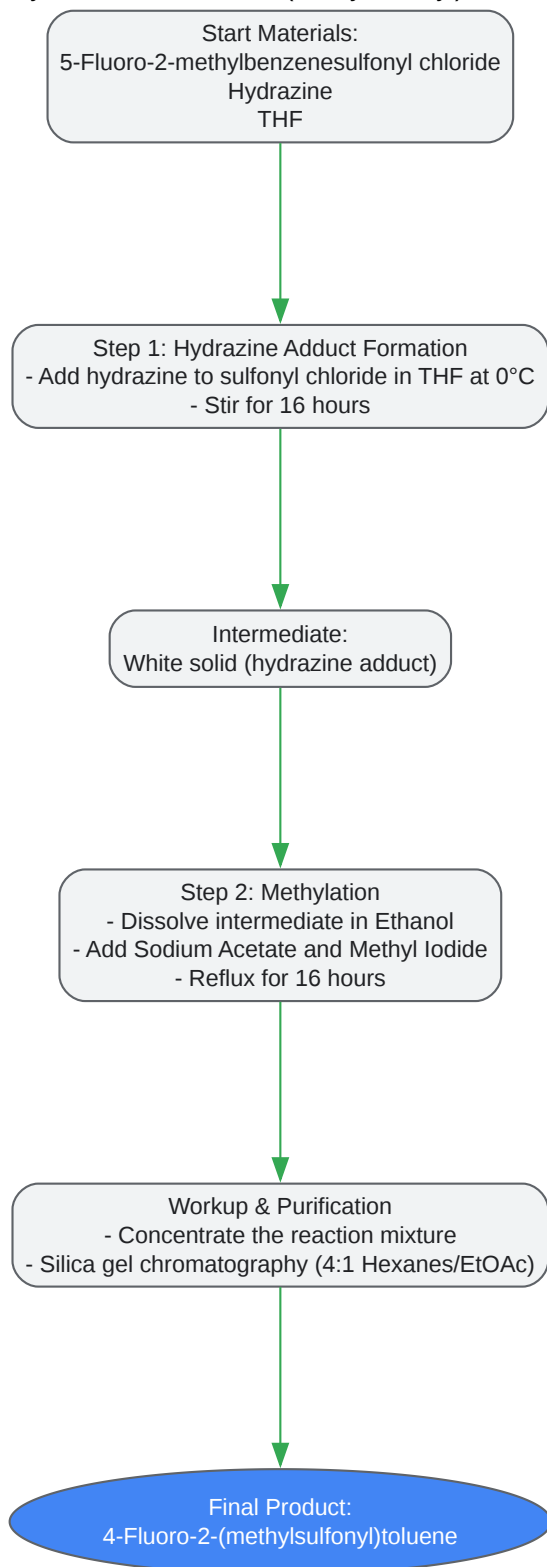 Start Materials:
5-Fluoro-2-methylbenzenesulfonyl chloride
Hydrazine
THF
Step 1: Hydrazine Adduct Formation
- Add hydrazine to sulfonyl chloride in THF at 0°C
- Stir for 16 hours
Intermediate:
White solid (hydrazine adduct)
Step 2: Methylation
- Dissolve intermediate in Ethanol
- Add Sodium Acetate and Methyl Iodide
- Reflux for 16 hours
Workup & Purification
- Concentrate the reaction mixture
- Silica gel chromatography (4:1 Hexanes/EtOAc)
Final Product:
4-Fluoro-2-(methylsulfonyl)toluene